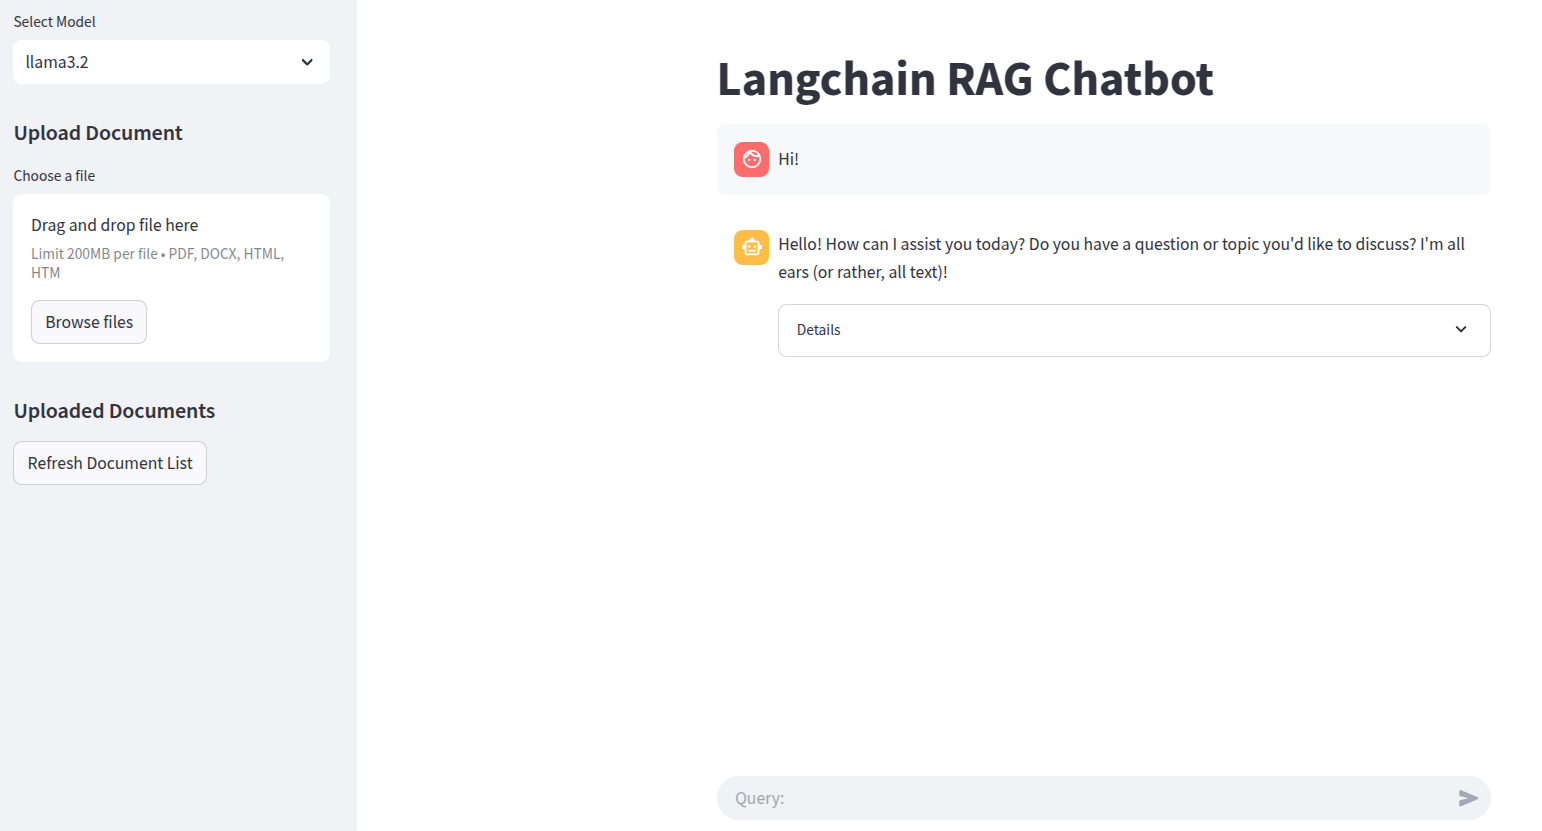 Select Model
llama3.2
Upload Document
Choose a file
Drag and drop file here
Limit 200MB per file • PDF, DOCX, HTML,
HTM
Browse files
Uploaded Documents
Refresh Document List
Langchain RAG Chatbot
Hi!
Hello! How can I assist you today? Do you have a question or topic you'd like to discuss? I'm all
ears (or rather, all text)!
Details
Query: